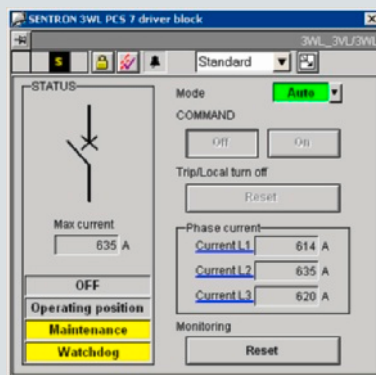 SENTRON 3WL PCS 7 driver block
3WL_3VL/3WL
S
Standard
STATUS
Max current
635 A
OFF
Operating position
Maintenance
Watchdog
Mode
Auto
COMMAND
Off
On
Trip/Local turn off
Reset
Phase current
Current L1 614 A
Current L2 635 A
Current L3 620 A
Monitoring
Reset